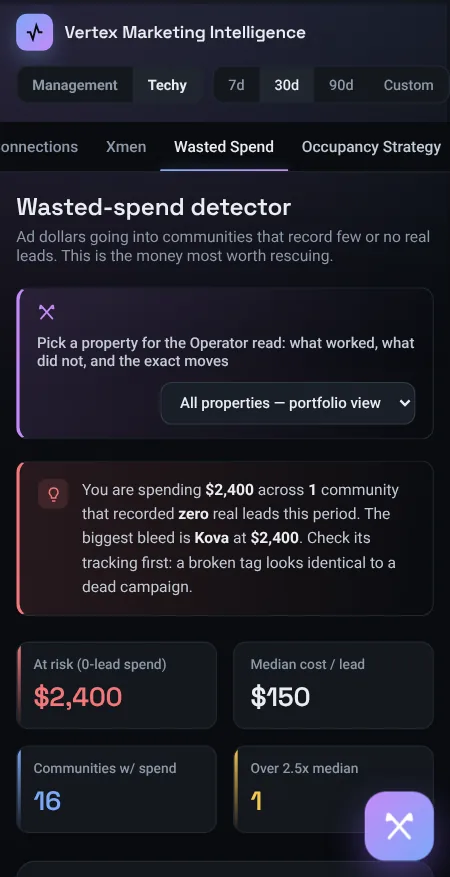 Vertex Marketing Intelligence
Management Techy 7d 30d 90d Custom
onnections Xmen Wasted Spend Occupancy Strategy
Wasted-spend detector
Ad dollars going into communities that record few or no real
leads. This is the money most worth rescuing.
Pick a property for the Operator read: what worked, what
did not, and the exact moves
All properties — portfolio view
You are spending $2,400 across 1 community
that recorded zero real leads this period. The
biggest bleed is Kova at $2,400. Check its
tracking first: a broken tag looks identical to a
dead campaign.
At risk (0-lead spend)
$2,400
Median cost / lead
$150
Communities w/ spend
16
Over 2.5x median
1